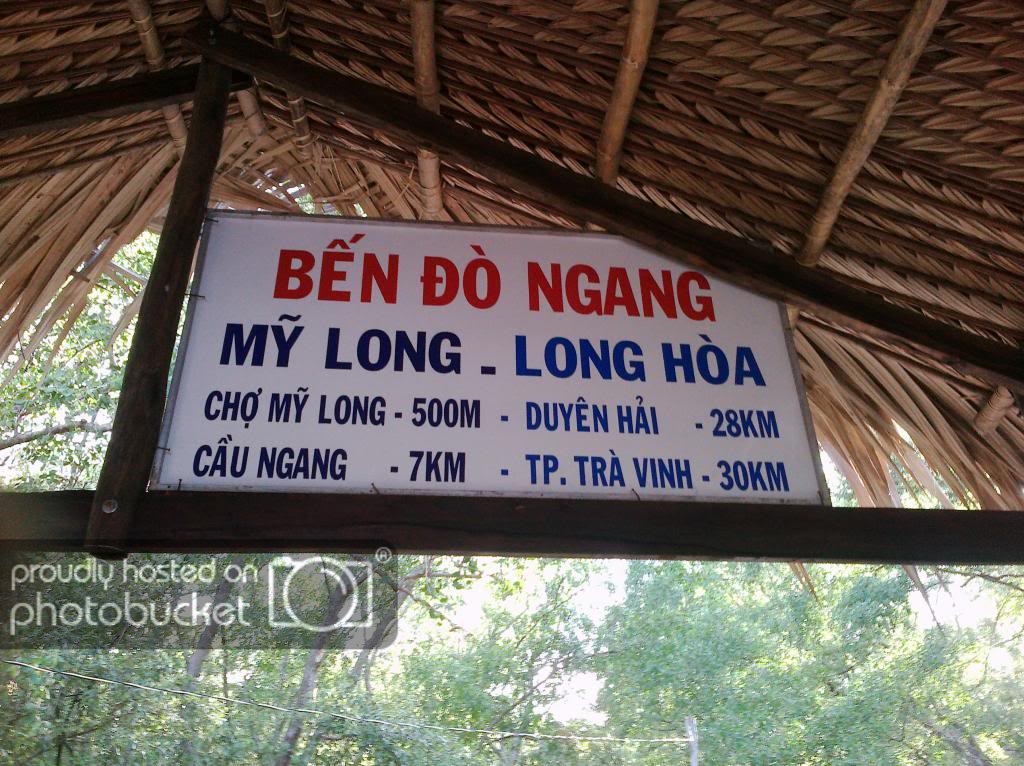 BẾN ĐÒ NGANG
MỸ LONG - LONG HÒA
CHỢ MỸ LONG - 500M - DUYÊN HẢI - 28KM
CẦU NGANG - 7KM - TP. TRÀ VINH - 30KM
proudly hosted on
photobucket ®